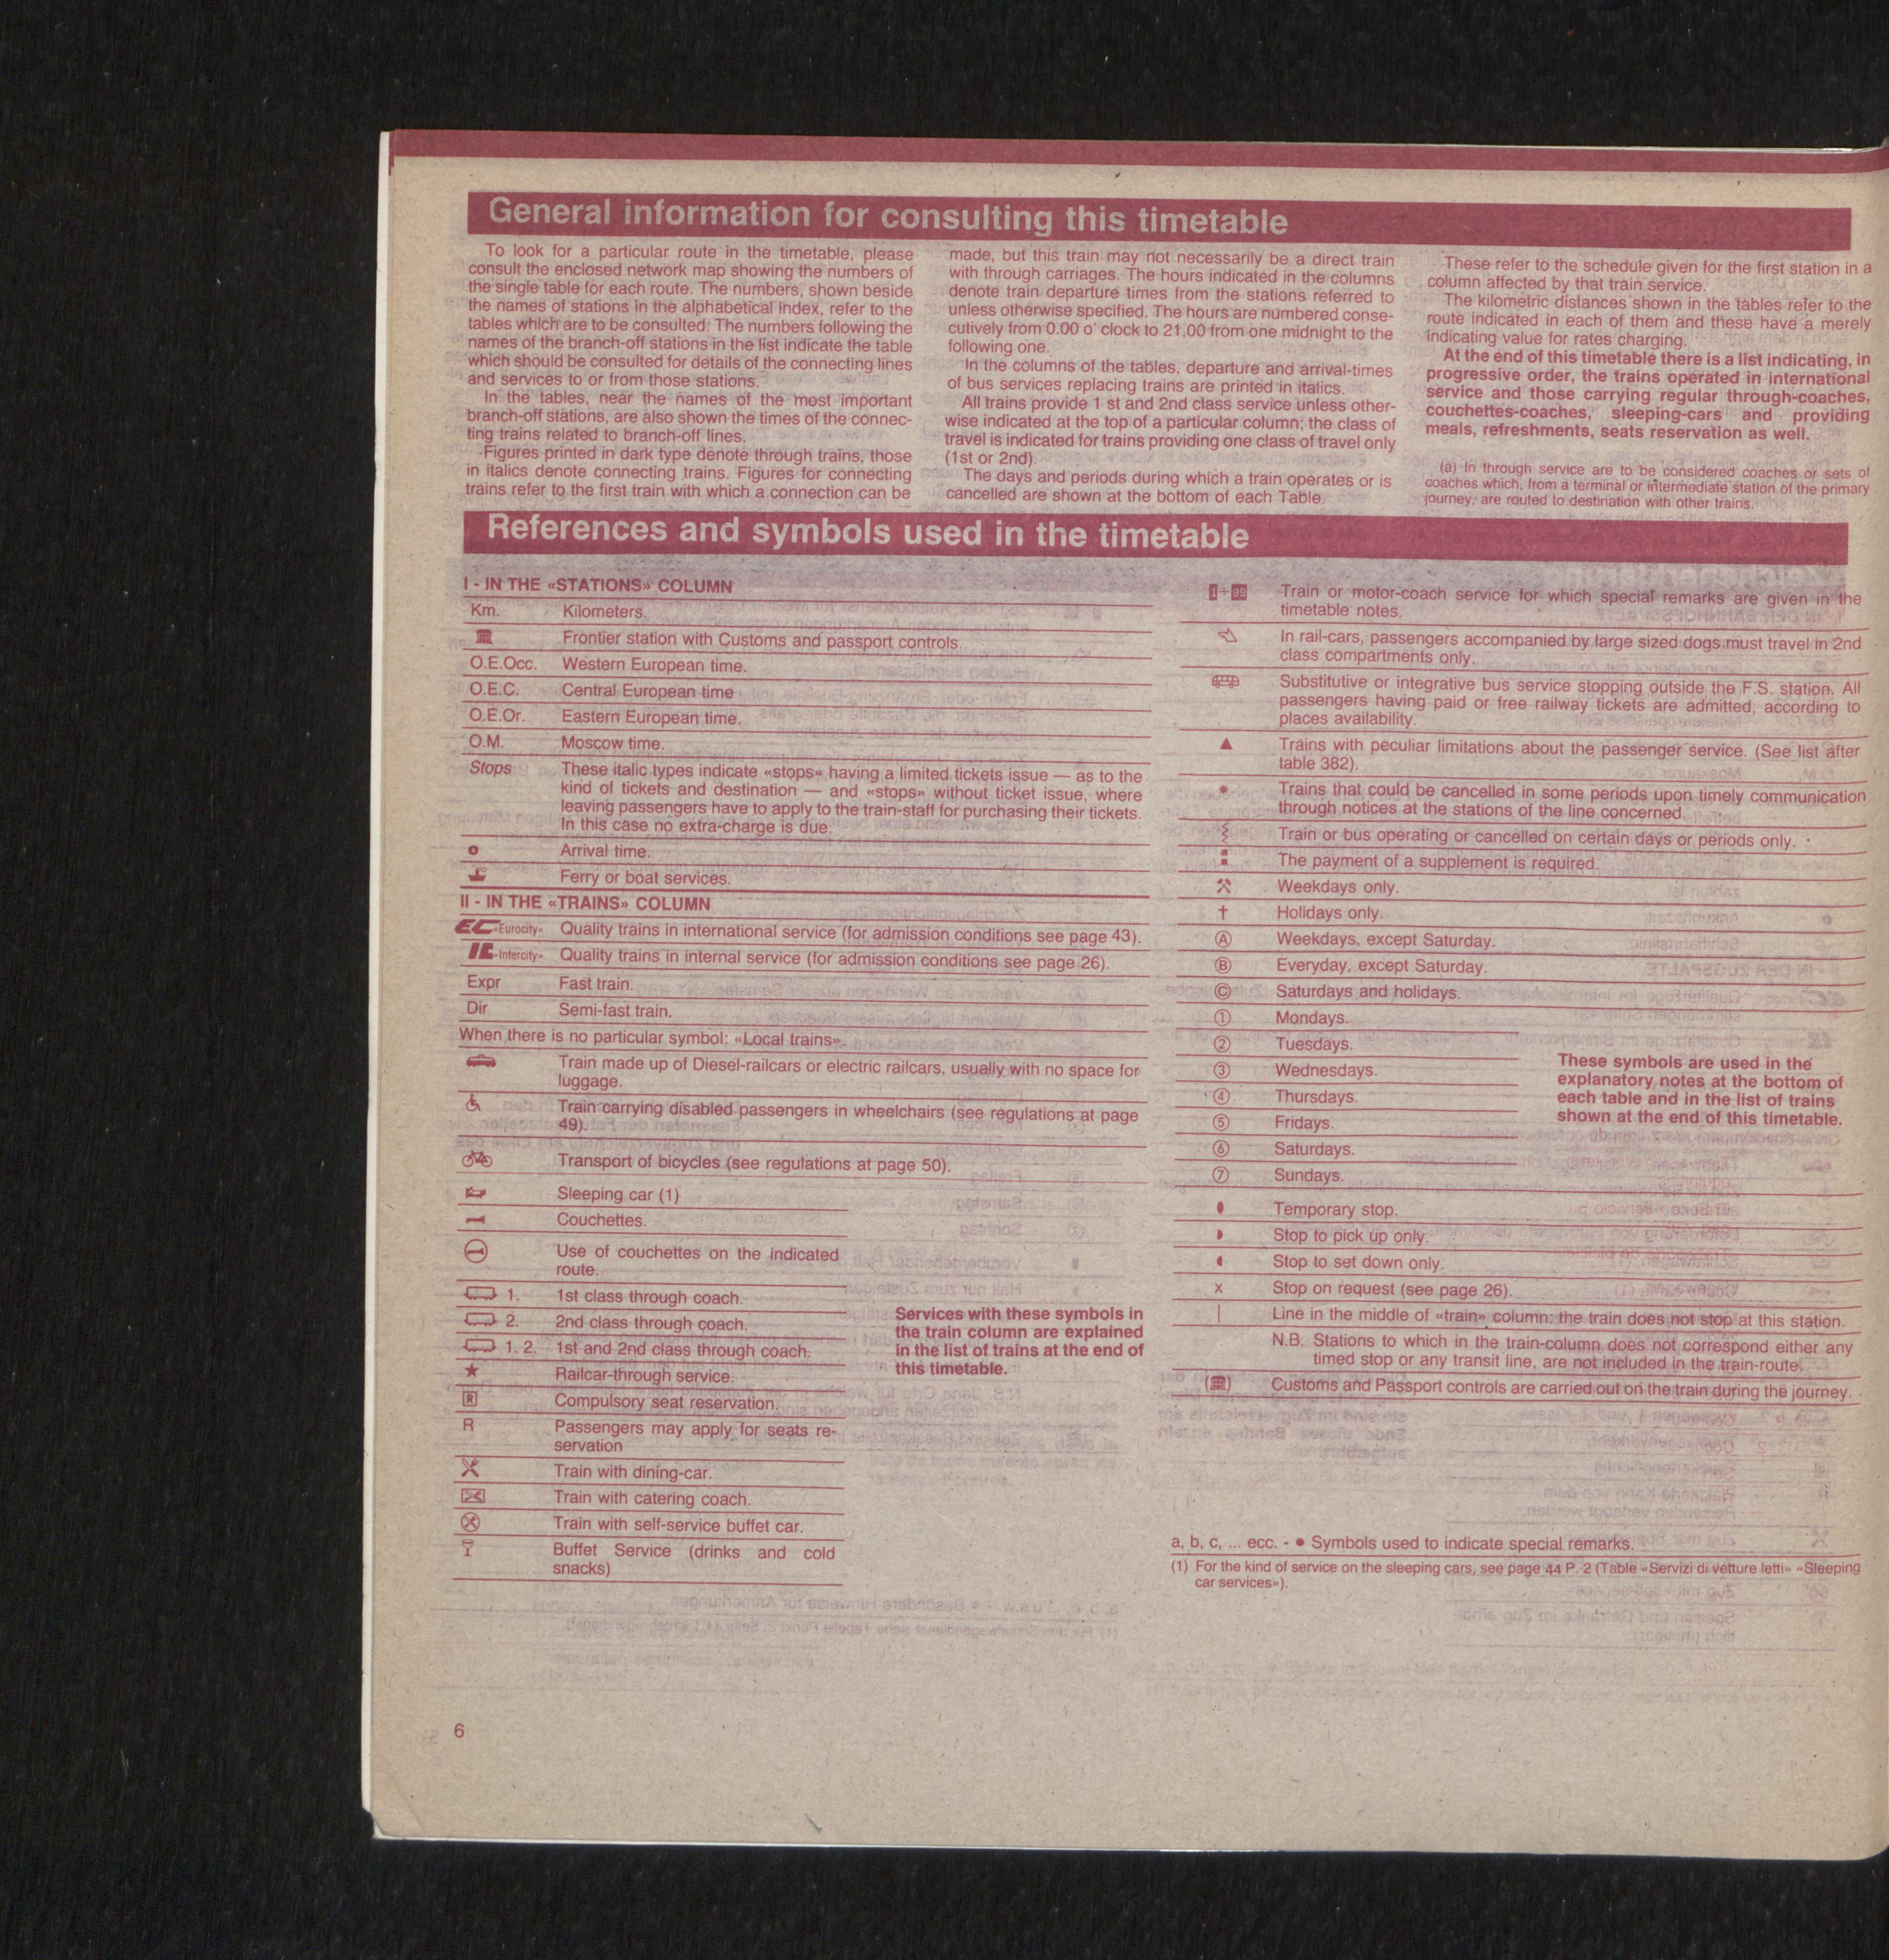 General information for consulting this timetable
To look for a particular route in the timetable, please
consult the enclosed network map showing the numbers of
the single table for each route. The numbers, shown beside
the names of stations in the alphabetical index, refer to the
tables which are to be consulted. The numbers following the
names of the branch-off stations in the list indicate the table
which should be consulted for details of the connecting lines
and services to or from those stations.
In the tables, near the names of the most important
branch-off stations, are also shown the times of the connec-
ting trains related to branch-off lines.
Figures printed in dark type denote through trains, those
in italics denote connecting trains. Figures for connecting
trains refer to the first train with which a connection can be
made, but this train may not necessarily be a direct train
with through carriages. The hours indicated in the columns
denote train departure times from the stations referred to
unless otherwise specified. The hours are numbered conse-
cutively from 0.00 o' clock to 21,00 from one midnight to the
following one.
In the columns of the tables, departure and arrival-times
of bus services replacing trains are printed in italics.
All trains provide 1 st and 2nd class service unless other-
wise indicated at the top of a particular column; the class of
travel is indicated for trains providing one class of travel only
(1st or 2nd).
The days and periods during which a train operates or is
cancelled are shown at the bottom of each Table.
These refer to the schedule given for the first station in a
column affected by that train service.
The kilometric distances shown in the tables refer to the
route indicated in each of them and these have a merely
indicating value for rates charging.
At the end of this timetable there is a list indicating, in
progressive order, the trains operated in international
service and those carrying regular through-coaches,
couchettes-coaches, sleeping-cars and providing
meals, refreshments, seats reservation as well.
(a) In through service are to be considered coaches or sets of
coaches which, from a terminal or intermediate station of the primary
journey, are routed to destination with other trains.
References and symbols used in the timetable
I - IN THE «STATIONS» COLUMN
Km. Kilometers.
Frontier station with Customs and passport controls.
O.E.Occ. Western European time.
O.E.C. Central European time
O.E.Or. Eastern European time.
O.M. Moscow time.
Stops These italic types indicate «stops» having a limited tickets issue — as to the
kind of tickets and destination — and «stops» without ticket issue, where
leaving passengers have to apply to the train-staff for purchasing their tickets.
In this case no extra-charge is due.
Arrival time.
Ferry or boat services.
II - IN THE «TRAINS» COLUMN
EC «Eurocity» Quality trains in international service (for admission conditions see page 43).
IC «Intercity» Quality trains in internal service (for admission conditions see page 26).
Expr Fast train.
Dir Semi-fast train.
When there is no particular symbol: «Local trains»
Train made up of Diesel-railcars or electric railcars, usually with no space for
luggage.
Train carrying disabled passengers in wheelchairs (see regulations at page
49).
Transport of bicycles (see regulations at page 50).
Sleeping car (1)
Couchettes.
Use of couchettes on the indicated
route.
1. 1st class through coach.
2. 2nd class through coach.
1. 2. 1st and 2nd class through coach.
★ Railcar-through service.
R Compulsory seat reservation.
R Passengers may apply for seats re-
servation
Train with dining-car.
Train with catering coach.
Train with self-service buffet car.
Buffet Service (drinks and cold
snacks)
Services with these symbols in
the train column are explained
in the list of trains at the end of
this timetable.
1 ÷ 99 Train or motor-coach service for which special remarks are given in the
timetable notes.
In rail-cars, passengers accompanied by large sized dogs must travel in 2nd
class compartments only.
Substitutive or integrative bus service stopping outside the F.S. station. All
passengers having paid or free railway tickets are admitted, according to
places availability.
▲ Trains with peculiar limitations about the passenger service. (See list after
table 382).
Trains that could be cancelled in some periods upon timely communication
through notices at the stations of the line concerned.
Train or bus operating or cancelled on certain days or periods only.
The payment of a supplement is required.
Weekdays only.
† Holidays only.
Ⓐ Weekdays, except Saturday.
Ⓑ Everyday, except Saturday.
Ⓒ Saturdays and holidays.
① Mondays.
② Tuesdays.
③ Wednesdays.
④ Thursdays.
⑤ Fridays.
⑥ Saturdays.
⑦ Sundays.
These symbols are used in the
explanatory notes at the bottom of
each table and in the list of trains
shown at the end of this timetable.
Temporary stop.
Stop to pick up only.
Stop to set down only.
x Stop on request (see page 26).
| Line in the middle of «train» column: the train does not stop at this station.
N.B. Stations to which in the train-column does not correspond either any
timed stop or any transit line, are not included in the train-route.
Customs and Passport controls are carried out on the train during the journey.
a, b, c, ... ecc. - ● Symbols used to indicate special remarks.
(1) For the kind of service on the sleeping cars, see page 44 P. 2 (Table «Servizi di vetture letti» «Sleeping
car services»).
6